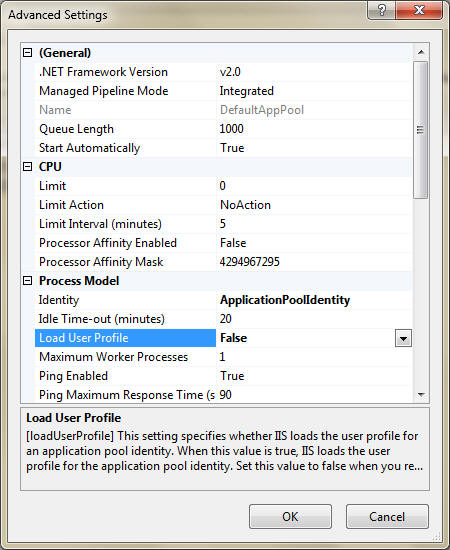 Advanced Settings
(General)
.NET Framework Version v2.0
Managed Pipeline Mode Integrated
Name DefaultAppPool
Queue Length 1000
Start Automatically True
CPU
Limit 0
Limit Action NoAction
Limit Interval (minutes) 5
Processor Affinity Enabled False
Processor Affinity Mask 4294967295
Process Model
Identity ApplicationPoolIdentity
Idle Time-out (minutes) 20
Load User Profile False
Maximum Worker Processes 1
Ping Enabled True
Ping Maximum Response Time (s 90
Load User Profile
[loadUserProfile] This setting specifies whether IIS loads the user profile for
an application pool identity. When this value is true, IIS loads the user
profile for the application pool identity. Set this value to false when you re...
OK Cancel